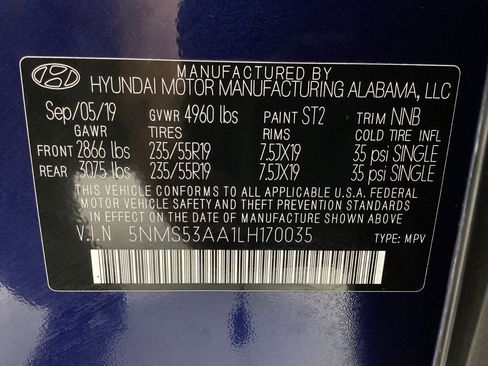 MANUFACTURED BY
HYUNDAI MOTOR MANUFACTURING ALABAMA, LLC
Sep/05/19 GVWR 4960 lbs PAINT ST2 TRIM NNB
GAWR TIRES RIMS COLD TIRE INFL
FRONT 2866 lbs 235/55R19 7.5JX19 35 psi SINGLE
REAR 3075 lbs 235/55R19 7.5JX19 35 psi SINGLE
THIS VEHICLE CONFORMS TO ALL APPLICABLE U.S.A. FEDERAL
MOTOR VEHICLE SAFETY AND THEFT PREVENTION STANDARDS
IN EFFECT ON THE DATE OF MANUFACTURE SHOWN ABOVE
V.I.N 5NMS53AA1LH170035 TYPE: MPV